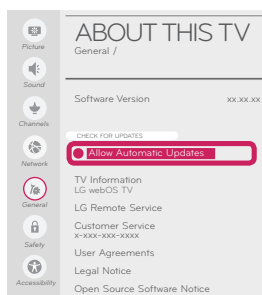 Picture
Sound
Channels
Network
General
Safety
Accessibility
ABOUT THIS TV
General /
Software Version xx.xx.xx
CHECK FOR UPDATES
Allow Automatic Updates
TV Information
LG webOS TV
LG Remote Service
Customer Service
x-xxx-xxx-xxxx
User Agreements
Legal Notice
Open Source Software Notice